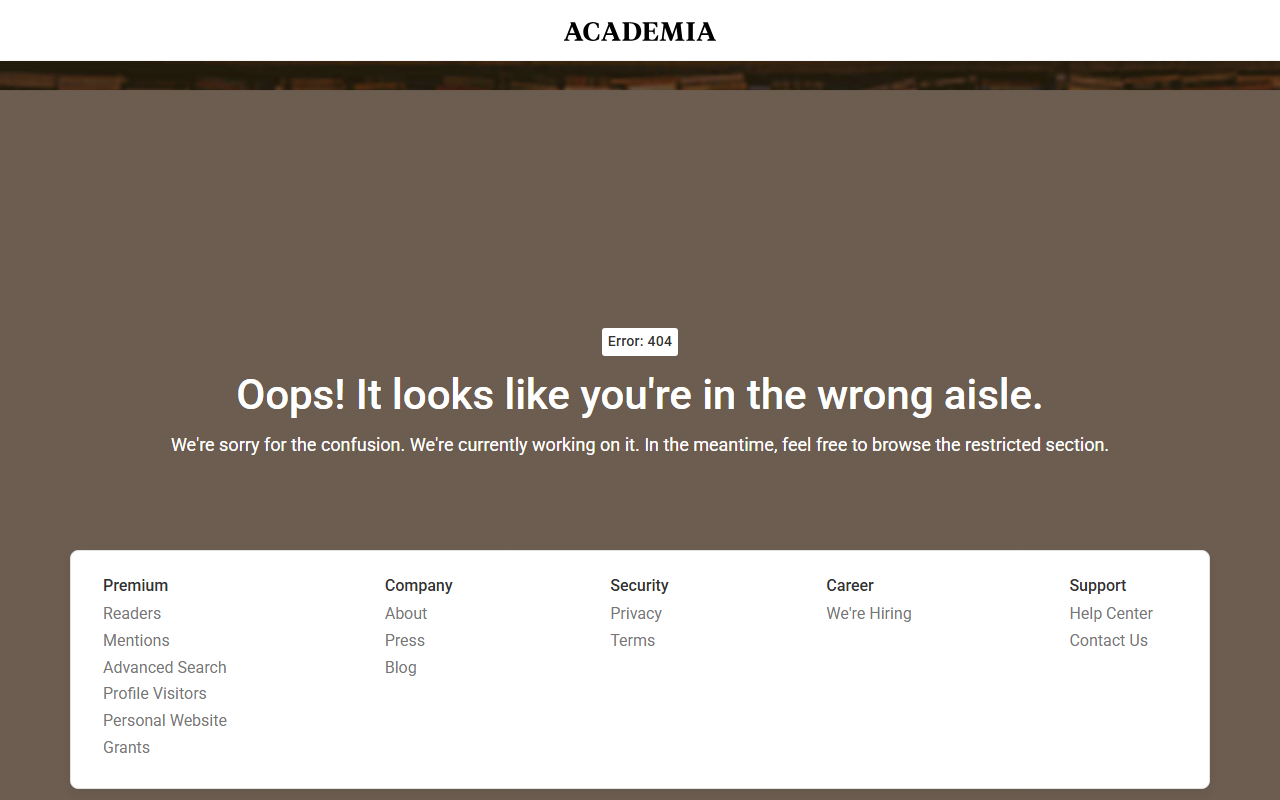 ACADEMIA
Error: 404
Oops! It looks like you're in the wrong aisle.
We're sorry for the confusion. We're currently working on it. In the meantime, feel free to browse the restricted section.
Premium
Readers
Mentions
Advanced Search
Profile Visitors
Personal Website
Grants
Company
About
Press
Blog
Security
Privacy
Terms
Career
We're Hiring
Support
Help Center
Contact Us